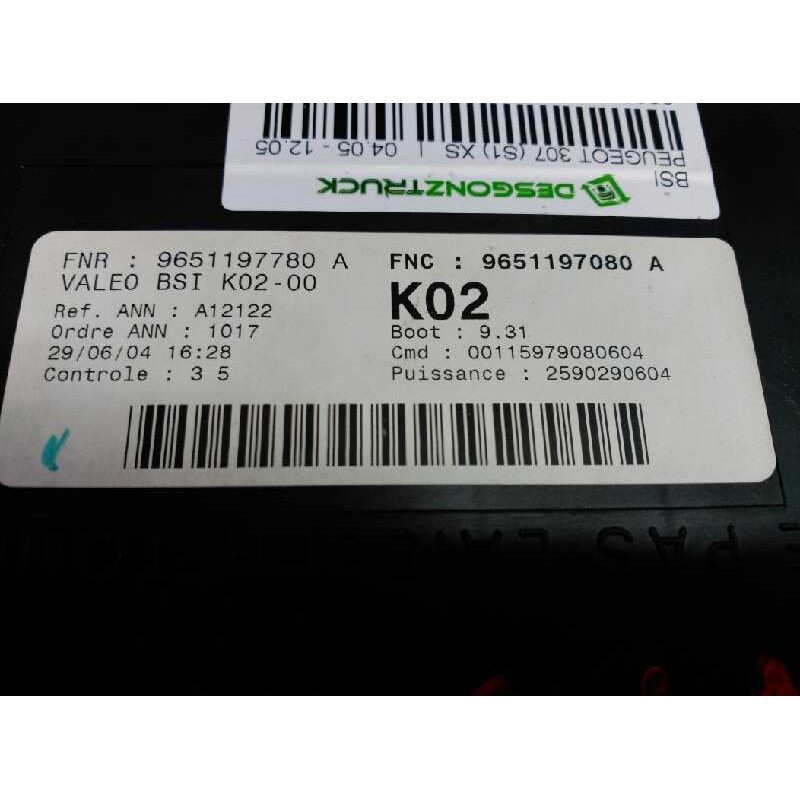 BSI
PEUGEOT 307 (S1) XS | 04.05 - 12.05
DESGONZTRUCK
FNR : 9651197780 A
VALEO BSI K02-00
Ref. ANN : A12122
Ordre ANN : 1017
29/06/04 16:28
Controle : 3 5
FNC : 9651197080 A
K02
Boot : 9.31
Cmd : 00115979080604
Puissance : 2590290604
PAS